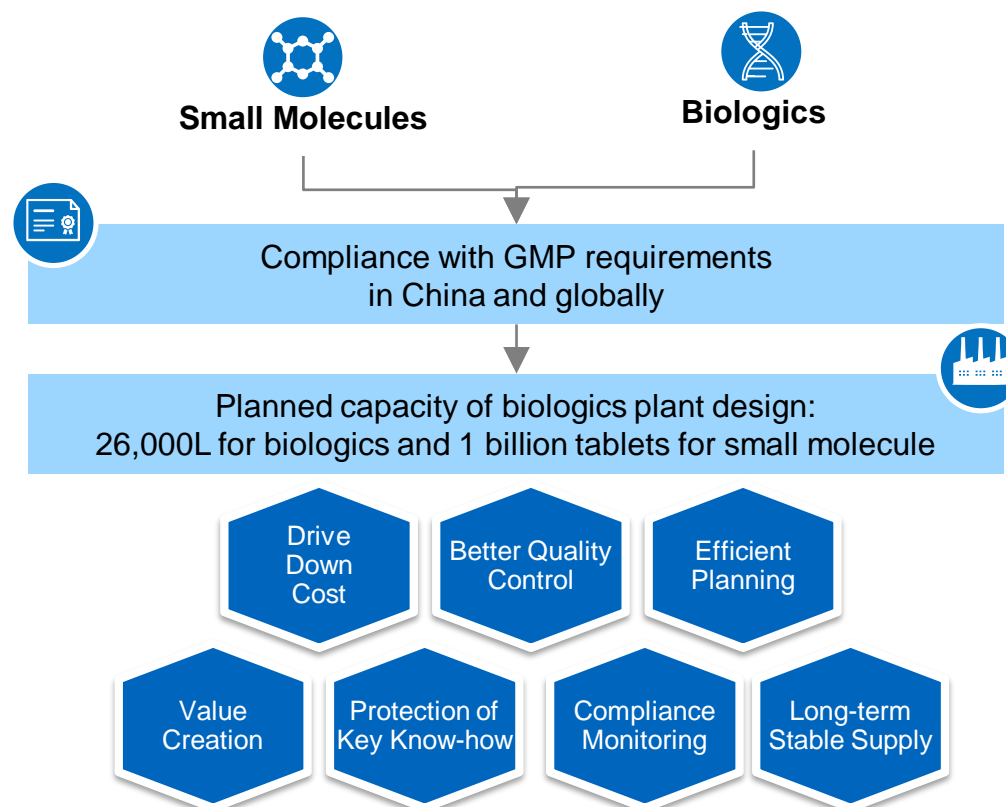 Small Molecules
Biologics
Compliance with GMP requirements
in China and globally
Planned capacity of biologics plant design:
26,000L for biologics and 1 billion tablets for small molecule
Drive
Down
Cost
Better Quality
Control
Efficient
Planning
Value
Creation
Protection of
Key Know-how
Compliance
Monitoring
Long-term
Stable Supply